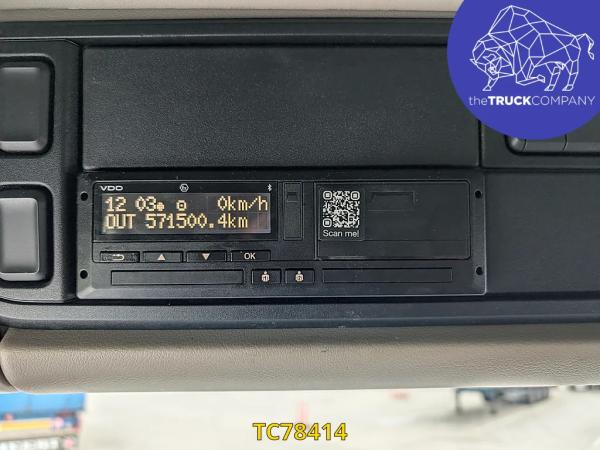 theTRUCKCOMPANY
VDO
12 03 0km/h
OUT 571500.4km
Scan me!
OK
TC78414